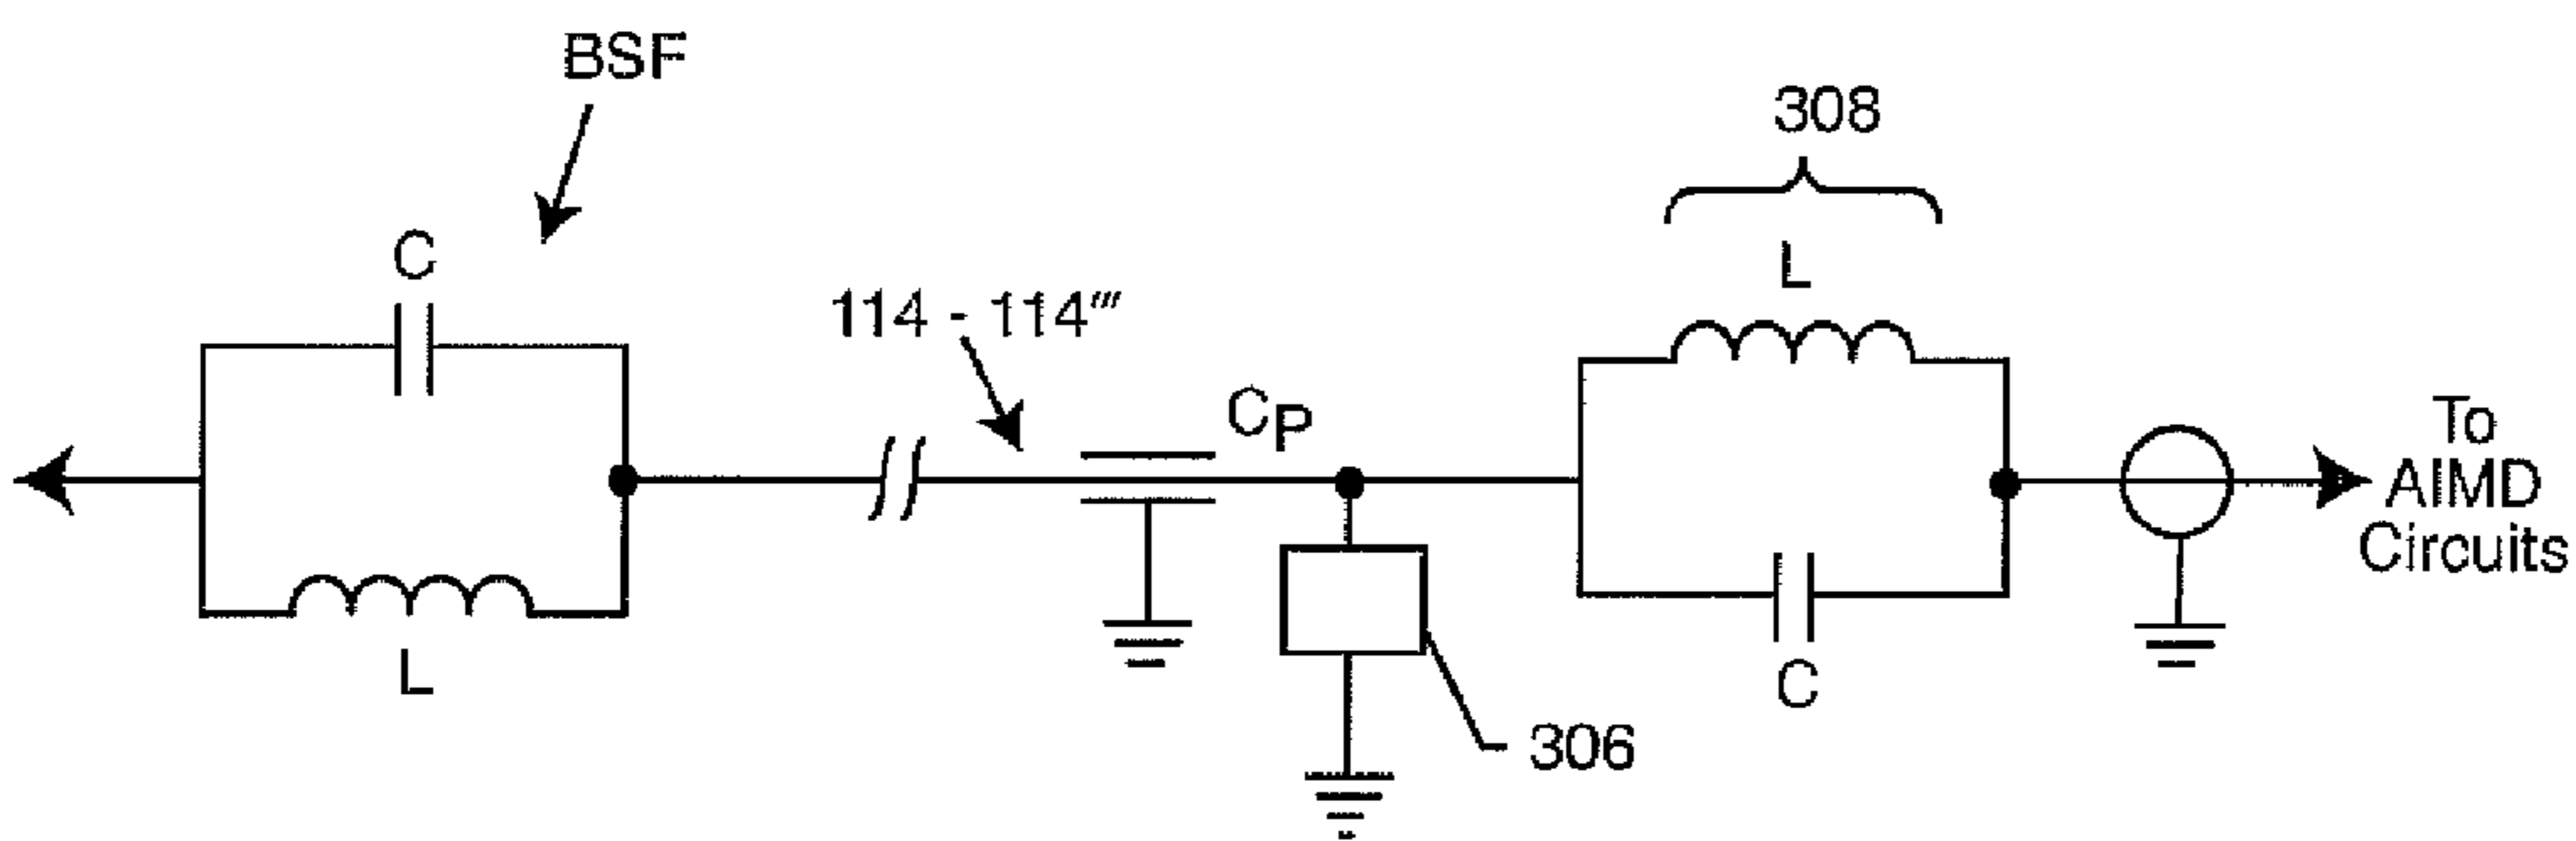 BSF
308
C
L
114 - 114‴
CP
To
AIMD
Circuits
L
C
306